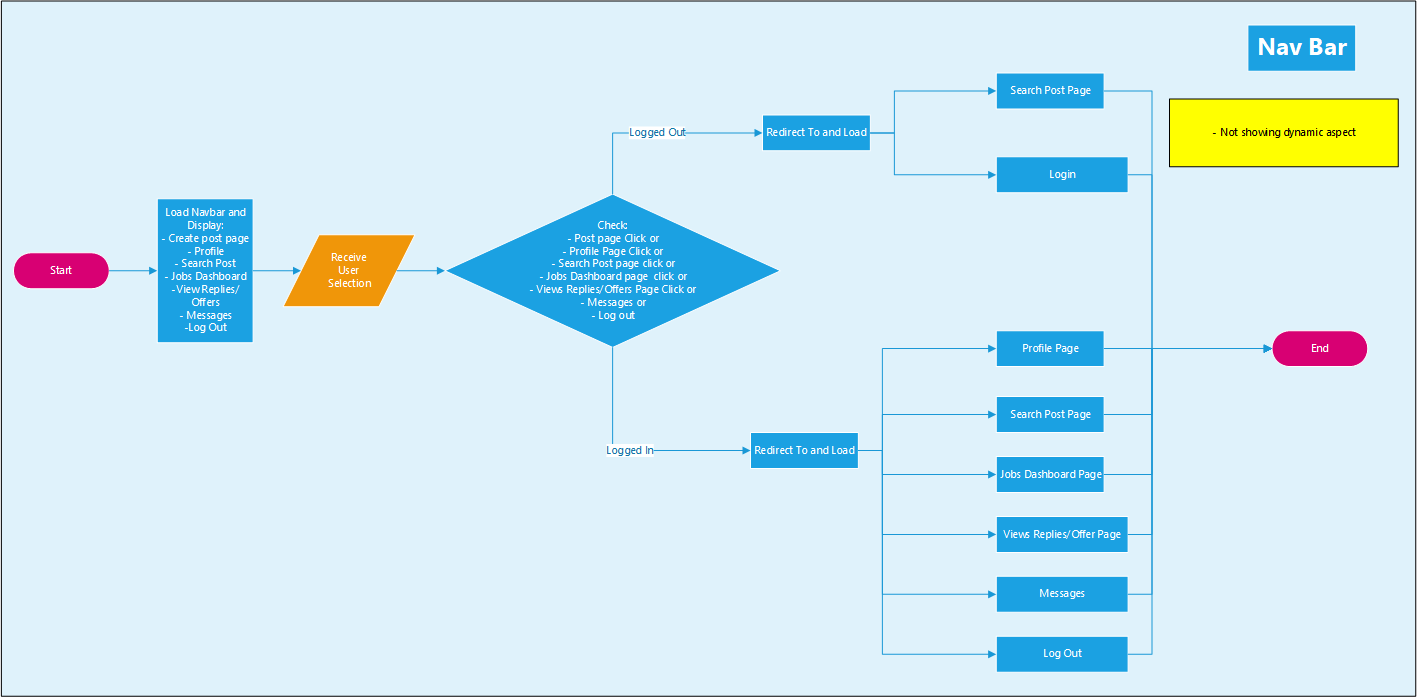 Nav Bar
- Not showing dynamic aspect
Start
Load Navbar and
Display:
- Create post page
- Profile
- Search Post
- Jobs Dashboard
-View Replies/
Offers
- Messages
-Log Out
Receive
User
Selection
Check:
- Post page Click or
- Profile Page Click or
- Search Post page click or
- Jobs Dashboard page  click or
- Views Replies/Offers Page Click or
- Messages or
- Log out
Logged Out
Redirect To and Load
Search Post Page
Login
Logged In
Redirect To and Load
Profile Page
Search Post Page
Jobs Dashboard Page
Views Replies/Offer Page
Messages
Log Out
End